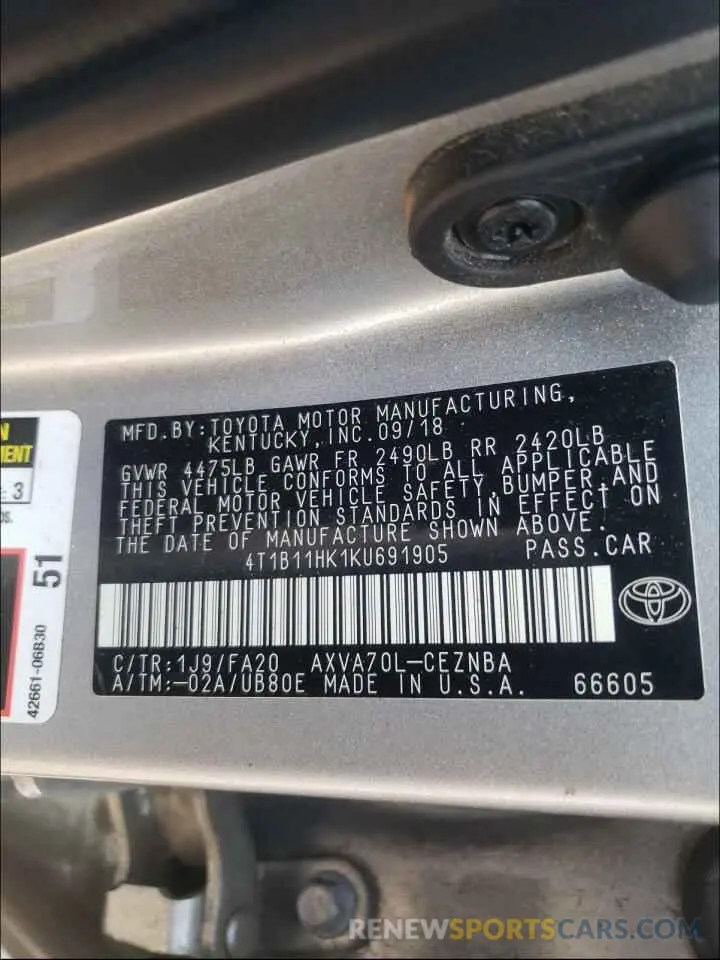 MFD.BY:TOYOTA MOTOR MANUFACTURING,
KENTUCKY,INC.09/18
GVWR 4475LB GAWR FR 2490LB RR 2420LB
THIS VEHICLE CONFORMS TO ALL APPLICABLE
FEDERAL MOTOR VEHICLE SAFETY,BUMPER,AND
THEFT PREVENTION STANDARDS IN EFFECT ON
THE DATE OF MANUFACTURE SHOWN ABOVE.
4T1B11HK1KU691905 PASS.CAR
C/TR:1J9/FA20 AXVA70L-CEZNBA
A/TM:-02A/UB80E MADE IN U.S.A. 66605
3
51
42661-06B30
RENEWSPORTSCARS.COM